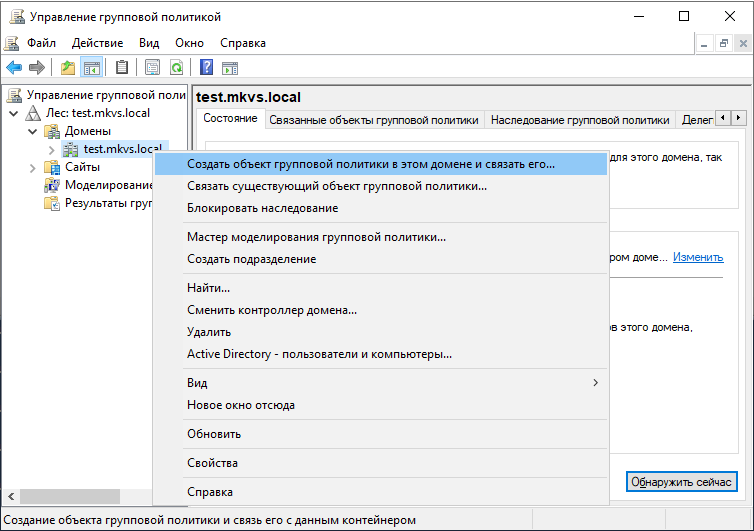 Управление групповой политикой
Файл Действие Вид Окно Справка
Управление групповой поли
Лес: test.mkvs.local
Домены
test.mkvs.local
Сайты
Моделирование
Результаты груп
test.mkvs.local
Состояние Связанные объекты групповой политики Наследование групповой политики Делег
для этого домена, так
ром доме... Изменить
ов этого домена,
Обнаружить сейчас
Создать объект групповой политики в этом домене и связать его...
Связать существующий объект групповой политики...
Блокировать наследование
Мастер моделирования групповой политики...
Создать подразделение
Найти...
Сменить контроллер домена...
Удалить
Active Directory - пользователи и компьютеры...
Вид
Новое окно отсюда
Обновить
Свойства
Справка
Создание объекта групповой политики и связь его с данным контейнером